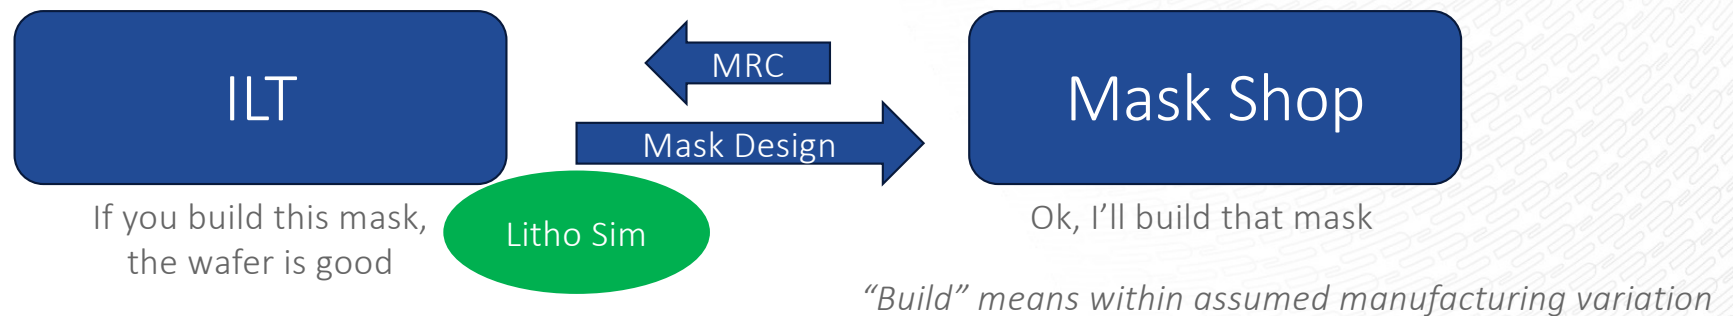 ILT
MRC
Mask Design
Mask Shop
If you build this mask,
the wafer is good
Litho Sim
Ok, I’ll build that mask
“Build” means within assumed manufacturing variation